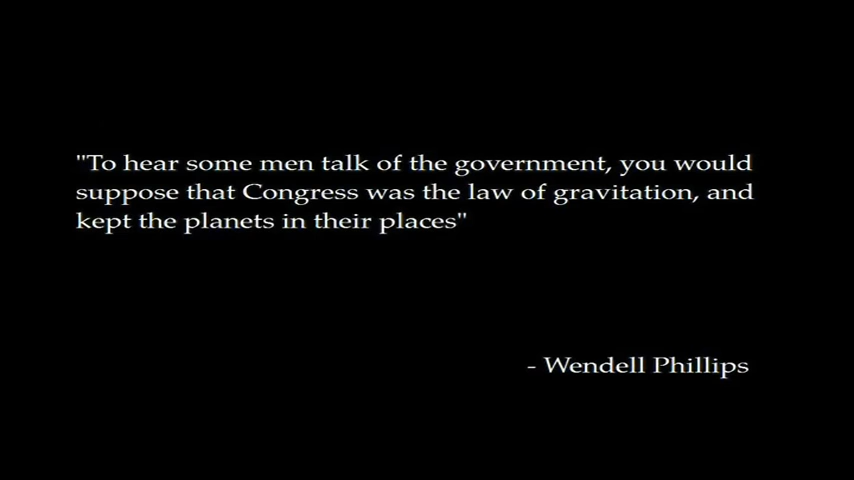 "To hear some men talk of the government, you would
suppose that Congress was the law of gravitation, and
kept the planets in their places"
- Wendell Phillips